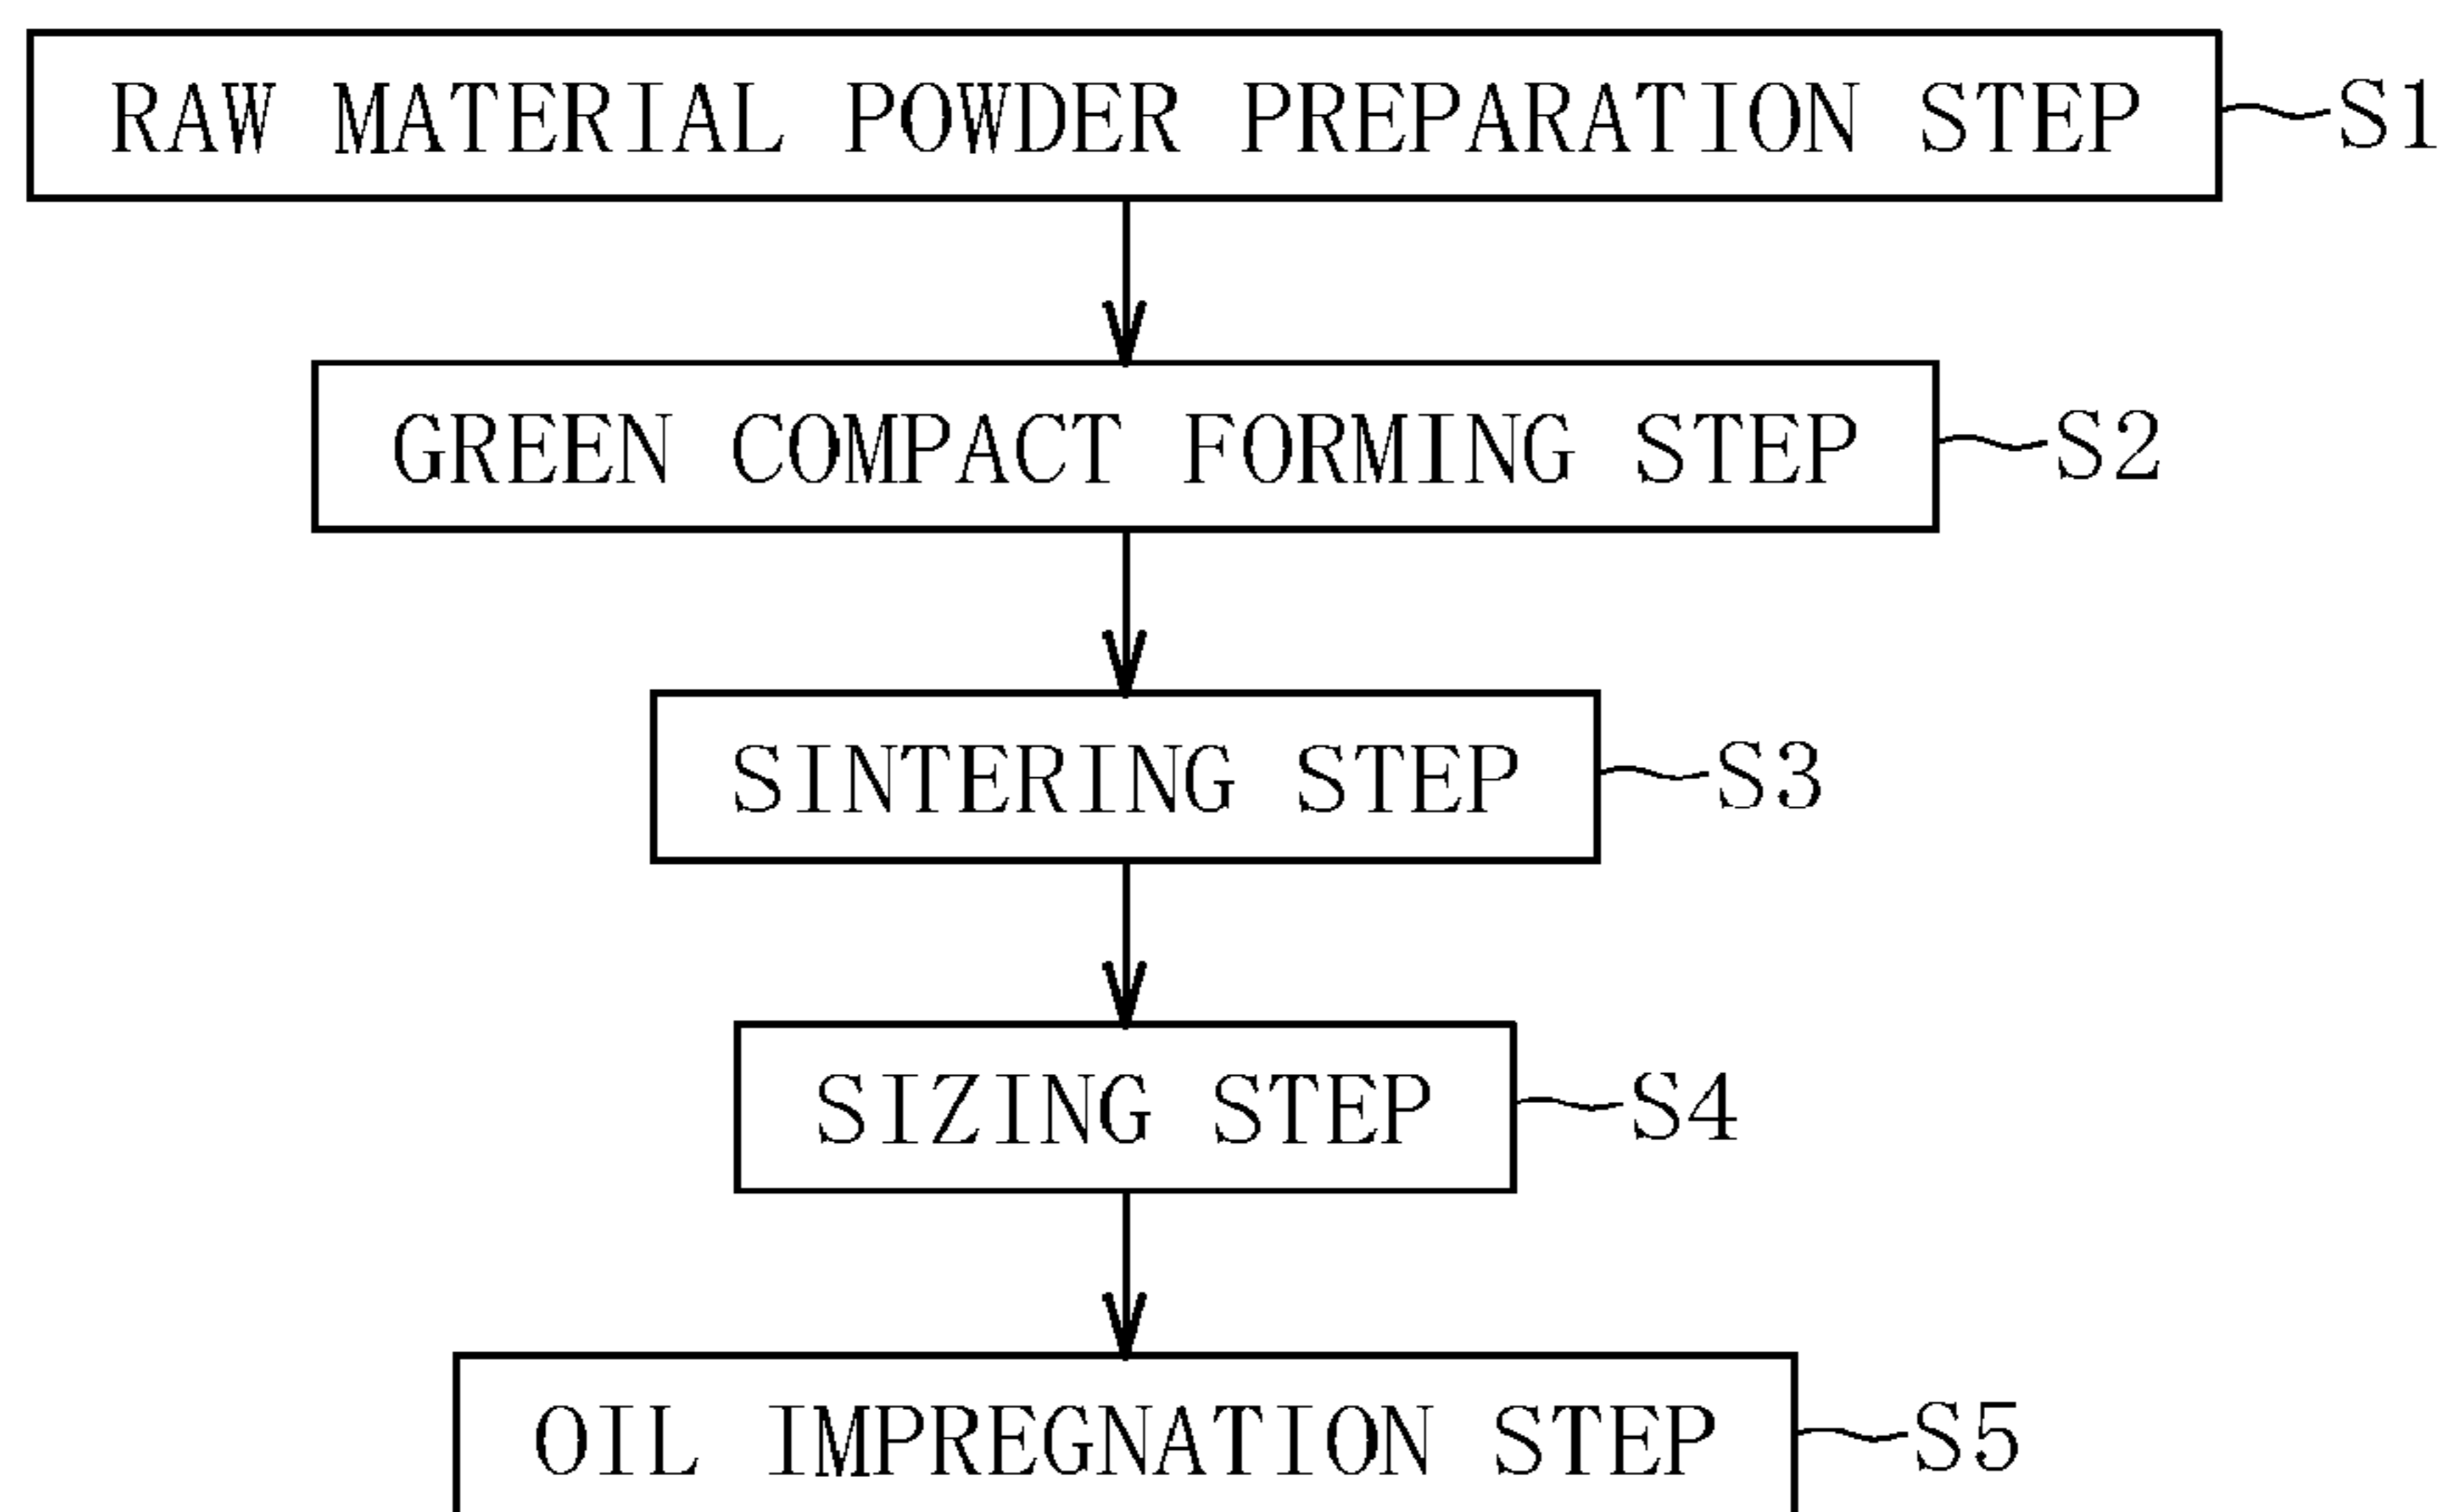 RAW MATERIAL POWDER PREPARATION STEP S1
GREEN COMPACT FORMING STEP S2
SINTERING STEP S3
SIZING STEP S4
OIL IMPREGNATION STEP S5